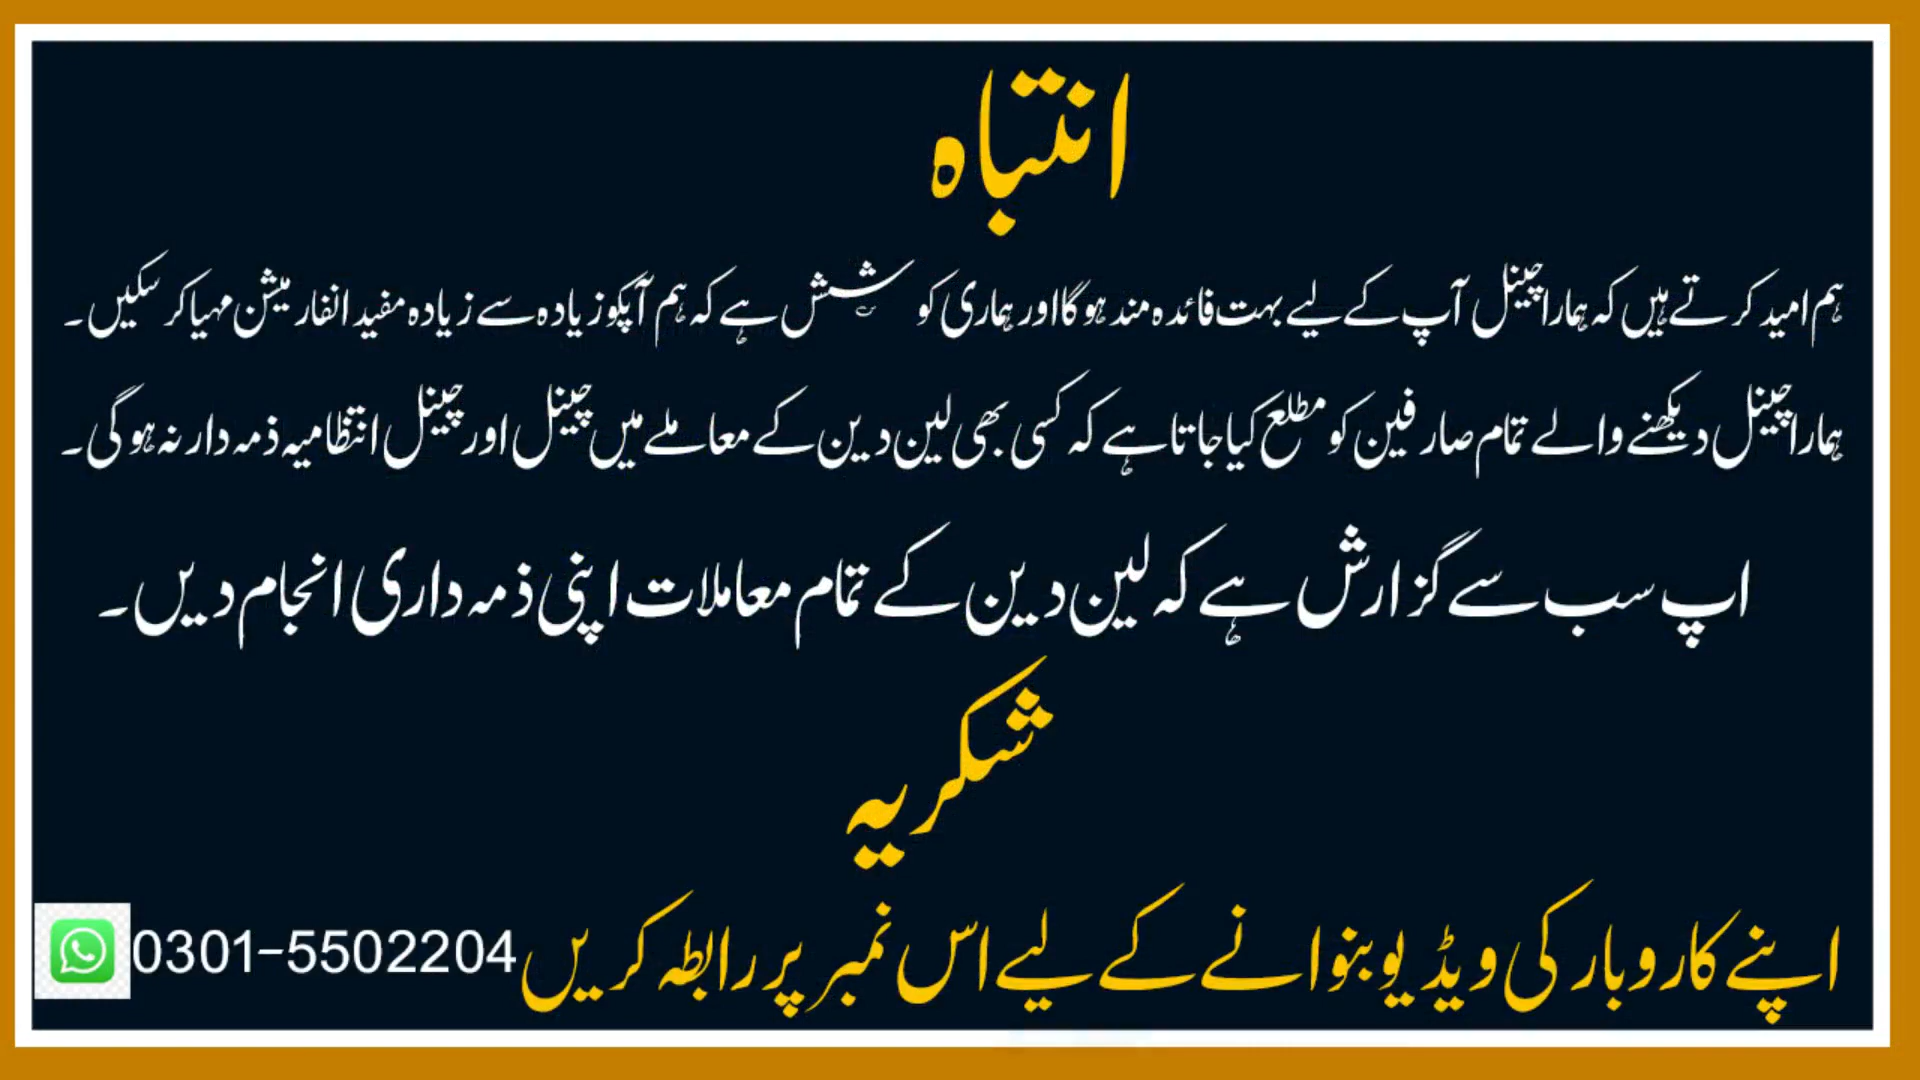 انتباہ
ہم امید کرتے ہیں کہ ہمارا چینل آپ کے لیے بہت فائدہ مند ہوگا اور ہماری کوشش ہے کہ ہم آپکو زیادہ سے زیادہ مفید انفارمیشن مہیا کر سکیں۔
ہمارا چینل دیکھنے والے تمام صارفین کو مطلع کیا جاتا ہے کہ کسی بھی لین دین کے معاملے میں چینل اور چینل انتظامیہ ذمہ دار نہ ہوگی۔
اپ سب سے گزارش ہے کہ لین دین کے تمام معاملات اپنی ذمہ داری انجام دیں۔
شکریہ
اپنے کاروبار کی ویڈیو بنوانے کے لیے اس نمبر پر رابطہ کریں 0301-5502204